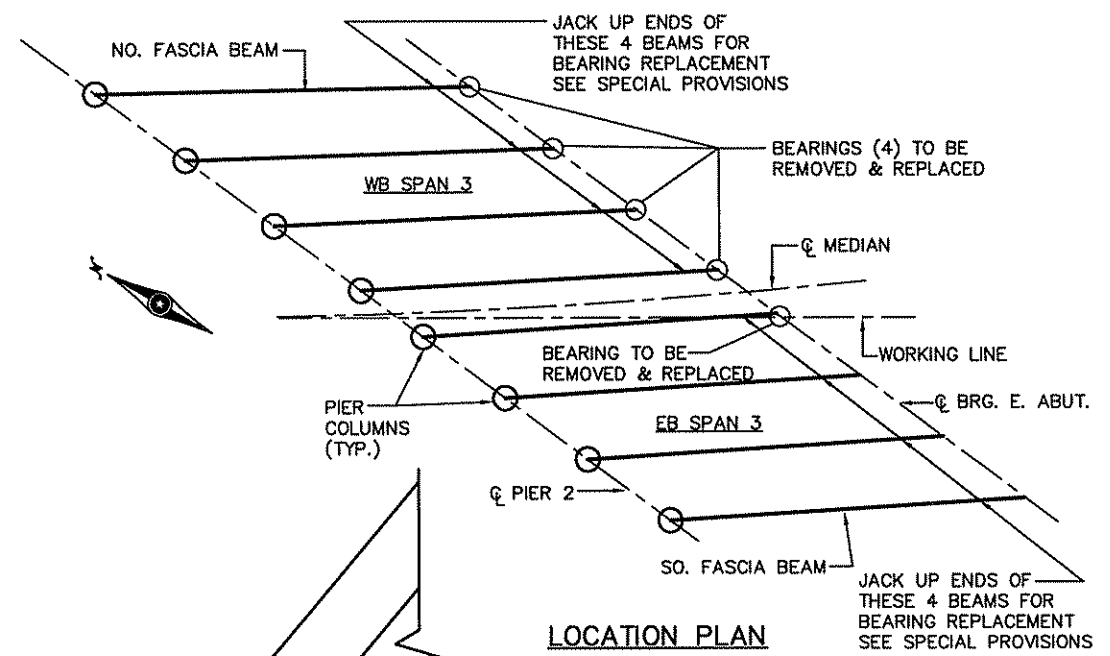 JACK UP ENDS OF
THESE 4 BEAMS FOR
BEARING REPLACEMENT
SEE SPECIAL PROVISIONS
NO. FASCIA BEAM
BEARINGS (4) TO BE
REMOVED & REPLACED
WB SPAN 3
℄ MEDIAN
N
BEARING TO BE
REMOVED & REPLACED
WORKING LINE
℄ BRG. E. ABUT.
PIER
COLUMNS
(TYP.)
EB SPAN 3
℄ PIER 2
SO. FASCIA BEAM
JACK UP ENDS OF
THESE 4 BEAMS FOR
BEARING REPLACEMENT
SEE SPECIAL PROVISIONS
LOCATION PLAN